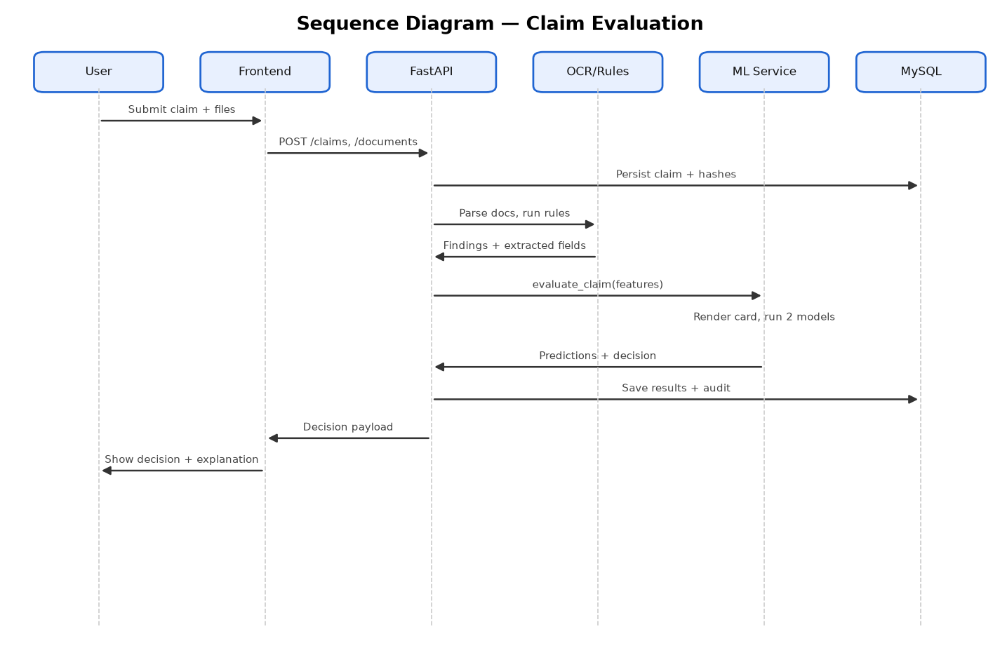 Sequence Diagram — Claim Evaluation
User
Frontend
FastAPI
OCR/Rules
ML Service
MySQL
Submit claim + files
POST /claims, /documents
Persist claim + hashes
Parse docs, run rules
Findings + extracted fields
evaluate_claim(features)
Render card, run 2 models
Predictions + decision
Save results + audit
Decision payload
Show decision + explanation